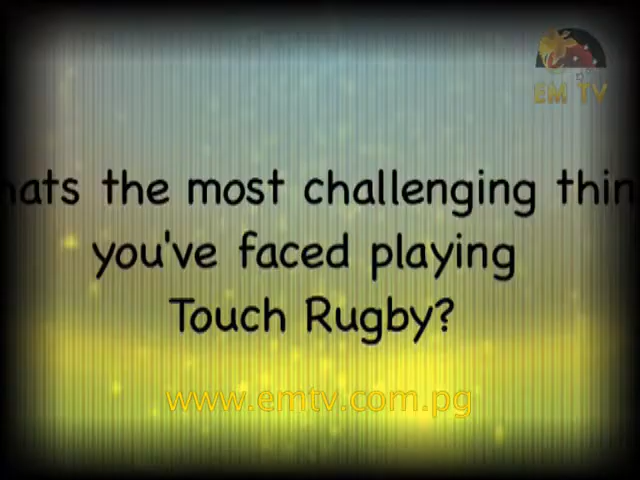 EM TV
hats the most challenging thin
you've faced playing
Touch Rugby?
www.emtv.com.pg